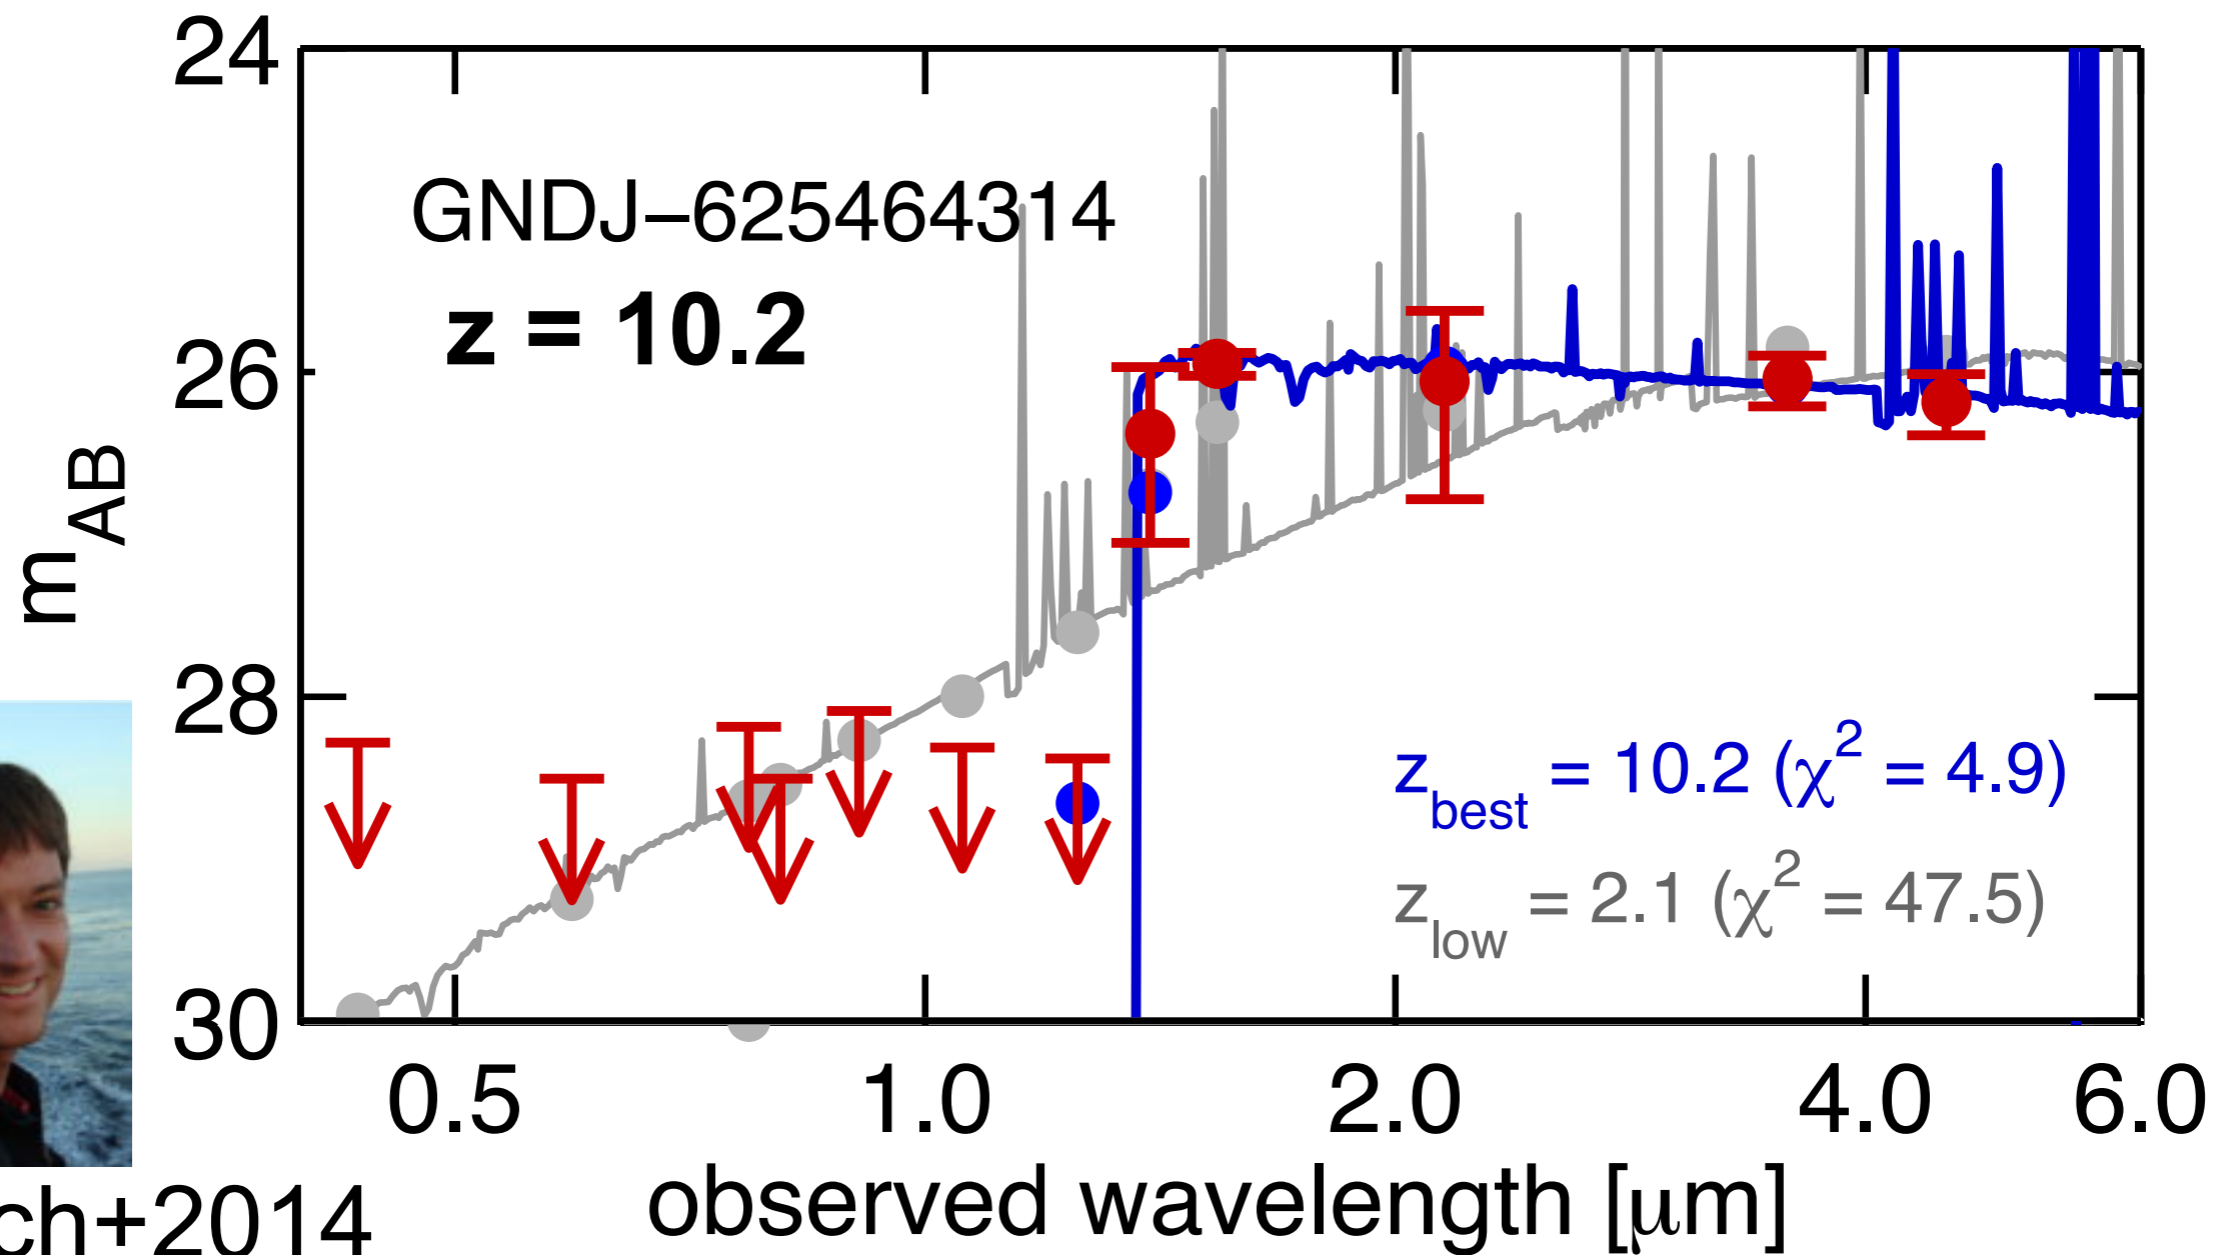 24
GNDJ–625464314
z = 10.2
26
m_AB
28
z_best = 10.2 (χ² = 4.9)
z_low = 2.1 (χ² = 47.5)
30
0.5 1.0 2.0 4.0 6.0
observed wavelength [μm]
ch+2014